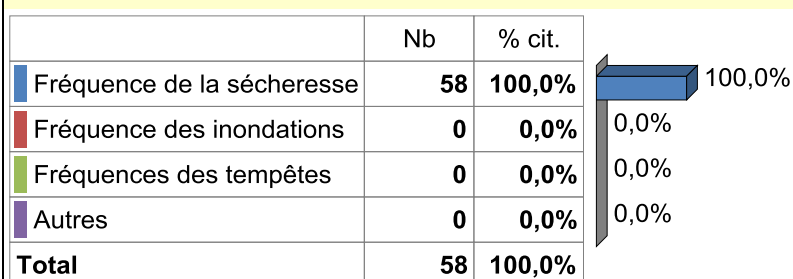 Nb % cit.
Fréquence de la sécheresse 58 100,0% 100,0%
Fréquence des inondations 0 0,0% 0,0%
Fréquences des tempêtes 0 0,0% 0,0%
Autres 0 0,0% 0,0%
Total 58 100,0%